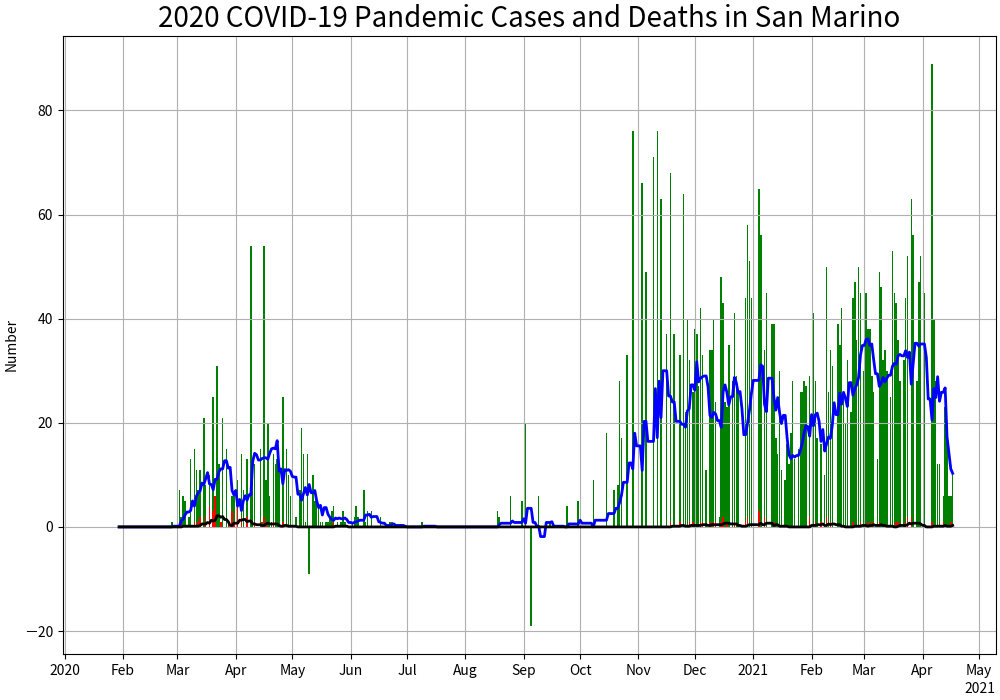 2020 COVID-19 Pandemic Cases and Deaths in San Marino
Number
80
60
40
20
0
−20
2020 Feb Mar Apr May Jun Jul Aug Sep Oct Nov Dec 2021 Feb Mar Apr May
2021